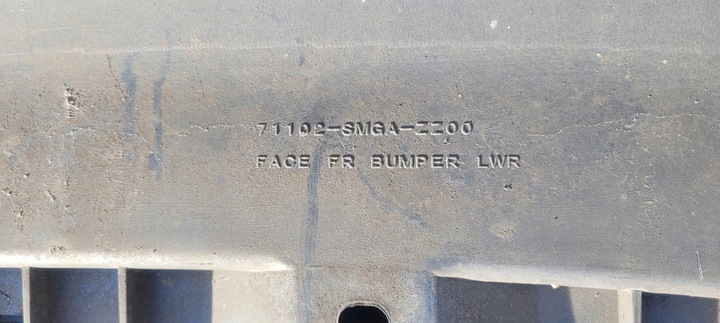 71102-SMGA-ZZ00
FACE FR BUMPER LWR